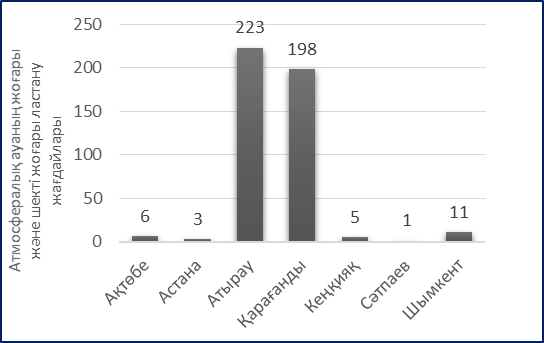 Атмосфералық ауаның жоғары
және шекті жоғары ластану
жағдайлары
250
200
150
100
50
0
6
3
223
198
5
1
11
Ақтөбе
Астана
Атырау
Қарағанды
Кеңқияқ
Сәтпаев
Шымкент